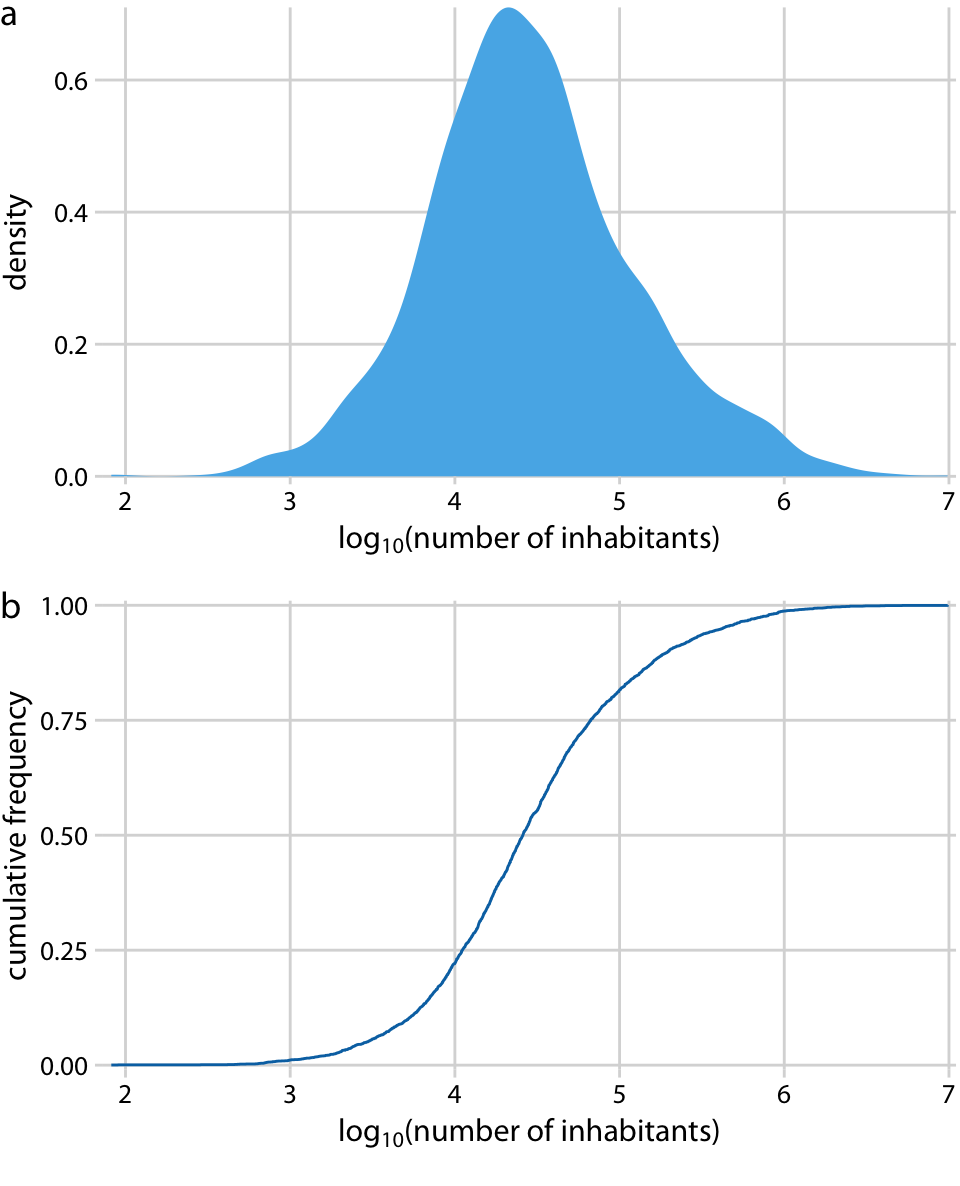 a
density
0.6
0.4
0.2
0.0
2 3 4 5 6 7
log₁₀(number of inhabitants)
b
cumulative frequency
1.00
0.75
0.50
0.25
0.00
2 3 4 5 6 7
log₁₀(number of inhabitants)